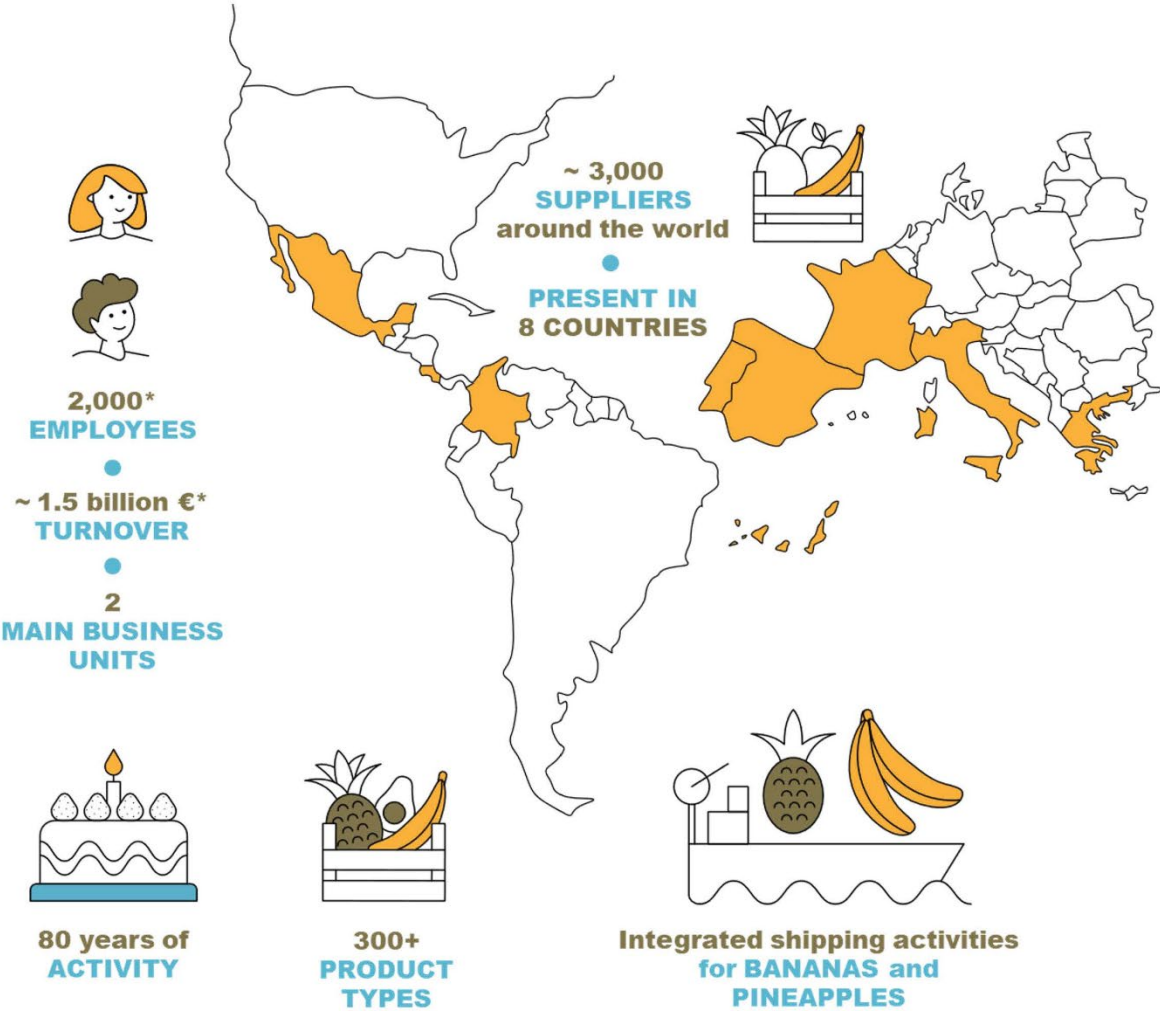 ~ 3,000
SUPPLIERS
around the world
PRESENT IN
8 COUNTRIES
2,000*
EMPLOYEES
~ 1.5 billion €*
TURNOVER
2
MAIN BUSINESS
UNITS
80 years of
ACTIVITY
300+
PRODUCT
TYPES
Integrated shipping activities
for BANANAS and
PINEAPPLES